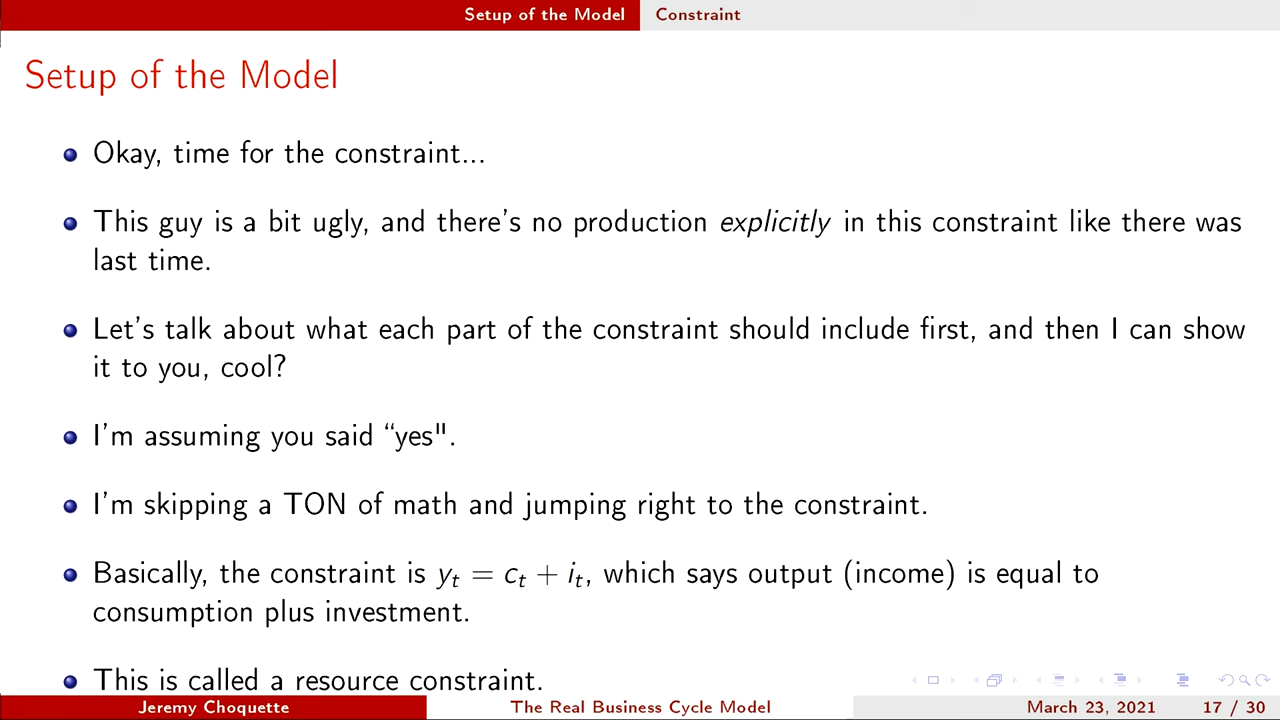 Setup of the Model Constraint
Setup of the Model
Okay, time for the constraint...
This guy is a bit ugly, and there's no production explicitly in this constraint like there was
last time.
Let's talk about what each part of the constraint should include first, and then I can show
it to you, cool?
I'm assuming you said “yes".
I'm skipping a TON of math and jumping right to the constraint.
Basically, the constraint is yₜ = cₜ + iₜ, which says output (income) is equal to
consumption plus investment.
This is called a resource constraint.
Jeremy Choquette The Real Business Cycle Model March 23, 2021 17 / 30